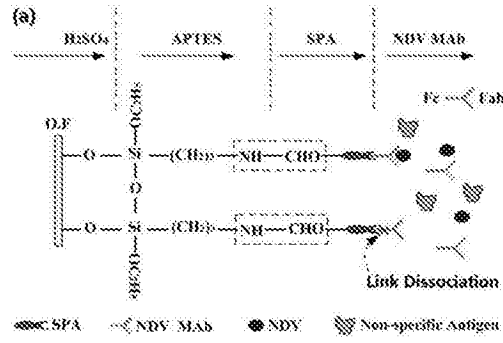 (a)
H₂SO₄ APTES SPA NDV MAb
Fc Fab
OCH₃
O.F
O Si (CH₂)₃ NH CHO
O
O Si (CH₂)₃ NH CHO
Link Dissociation
SPA NDV MAb NDV Non-specific Antigen